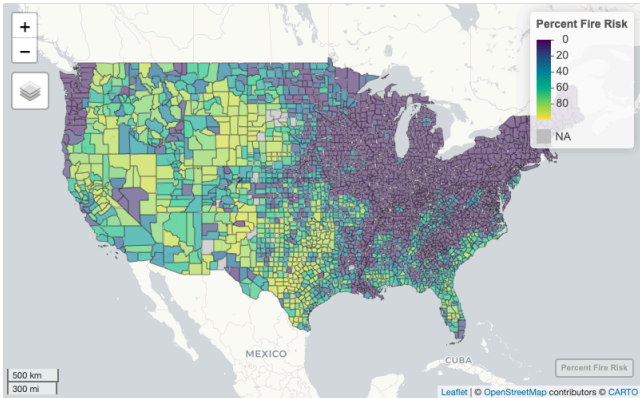 +
−
Percent Fire Risk
0
20
40
60
80
NA
MEXICO
CUBA
500 km
300 mi
Percent Fire Risk
Leaflet | © OpenStreetMap contributors © CARTO